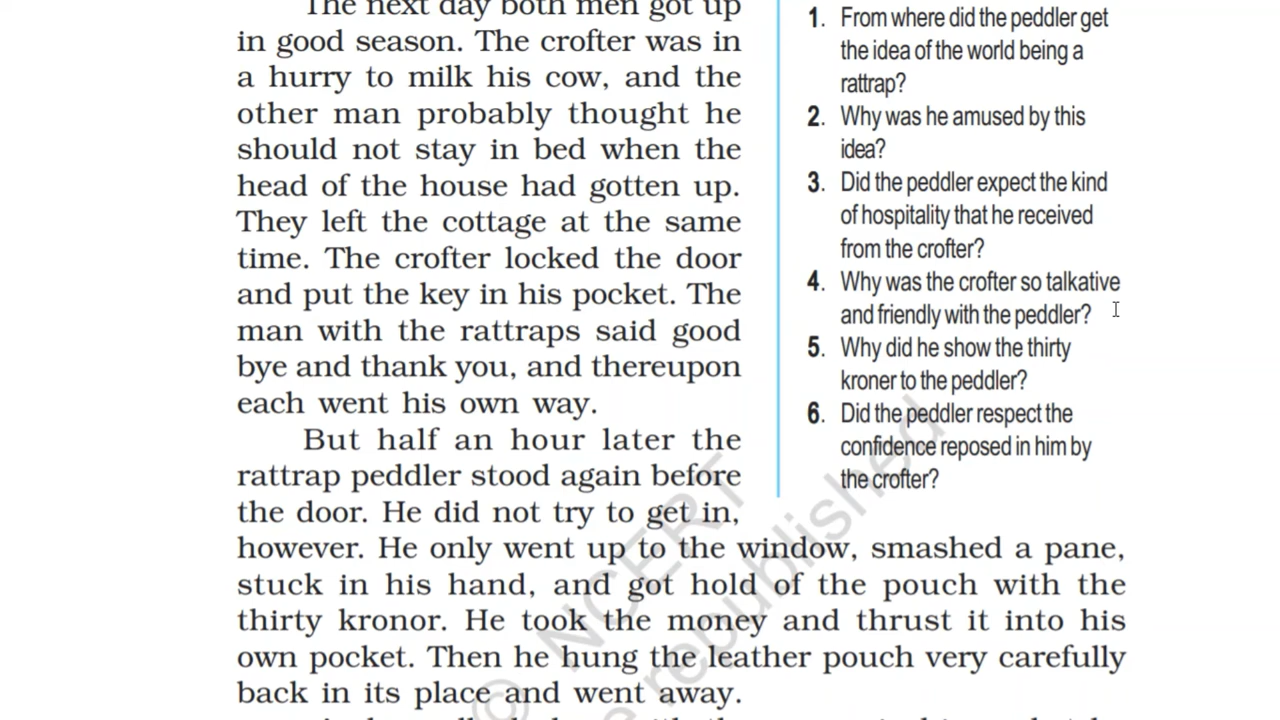 The next day both men got up
in good season. The crofter was in
a hurry to milk his cow, and the
other man probably thought he
should not stay in bed when the
head of the house had gotten up.
They left the cottage at the same
time. The crofter locked the door
and put the key in his pocket. The
man with the rattraps said good
bye and thank you, and thereupon
each went his own way.
But half an hour later the
rattrap peddler stood again before
the door. He did not try to get in,
however. He only went up to the window, smashed a pane,
stuck in his hand, and got hold of the pouch with the
thirty kronor. He took the money and thrust it into his
own pocket. Then he hung the leather pouch very carefully
back in its place and went away.
1. From where did the peddler get
the idea of the world being a
rattrap?
2. Why was he amused by this
idea?
3. Did the peddler expect the kind
of hospitality that he received
from the crofter?
4. Why was the crofter so talkative
and friendly with the peddler?
5. Why did he show the thirty
kroner to the peddler?
6. Did the peddler respect the
confidence reposed in him by
the crofter?
© NCERT
republished